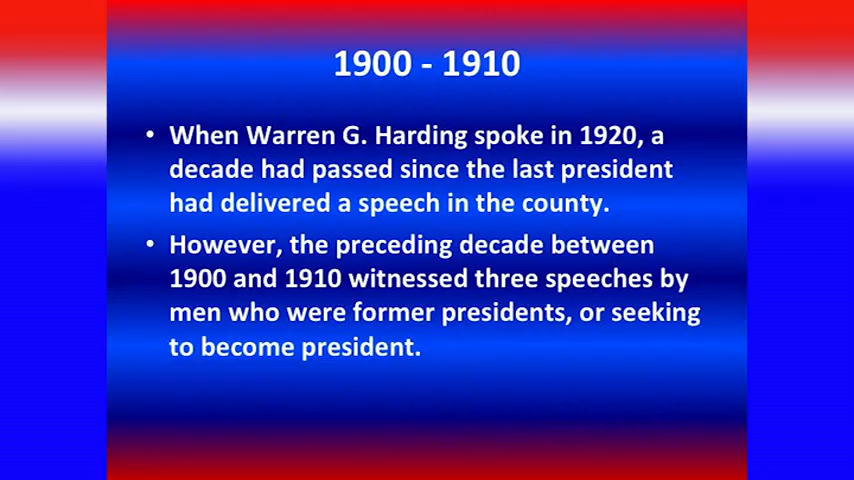 1900 - 1910
• When Warren G. Harding spoke in 1920, a
decade had passed since the last president
had delivered a speech in the county.
• However, the preceding decade between
1900 and 1910 witnessed three speeches by
men who were former presidents, or seeking
to become president.